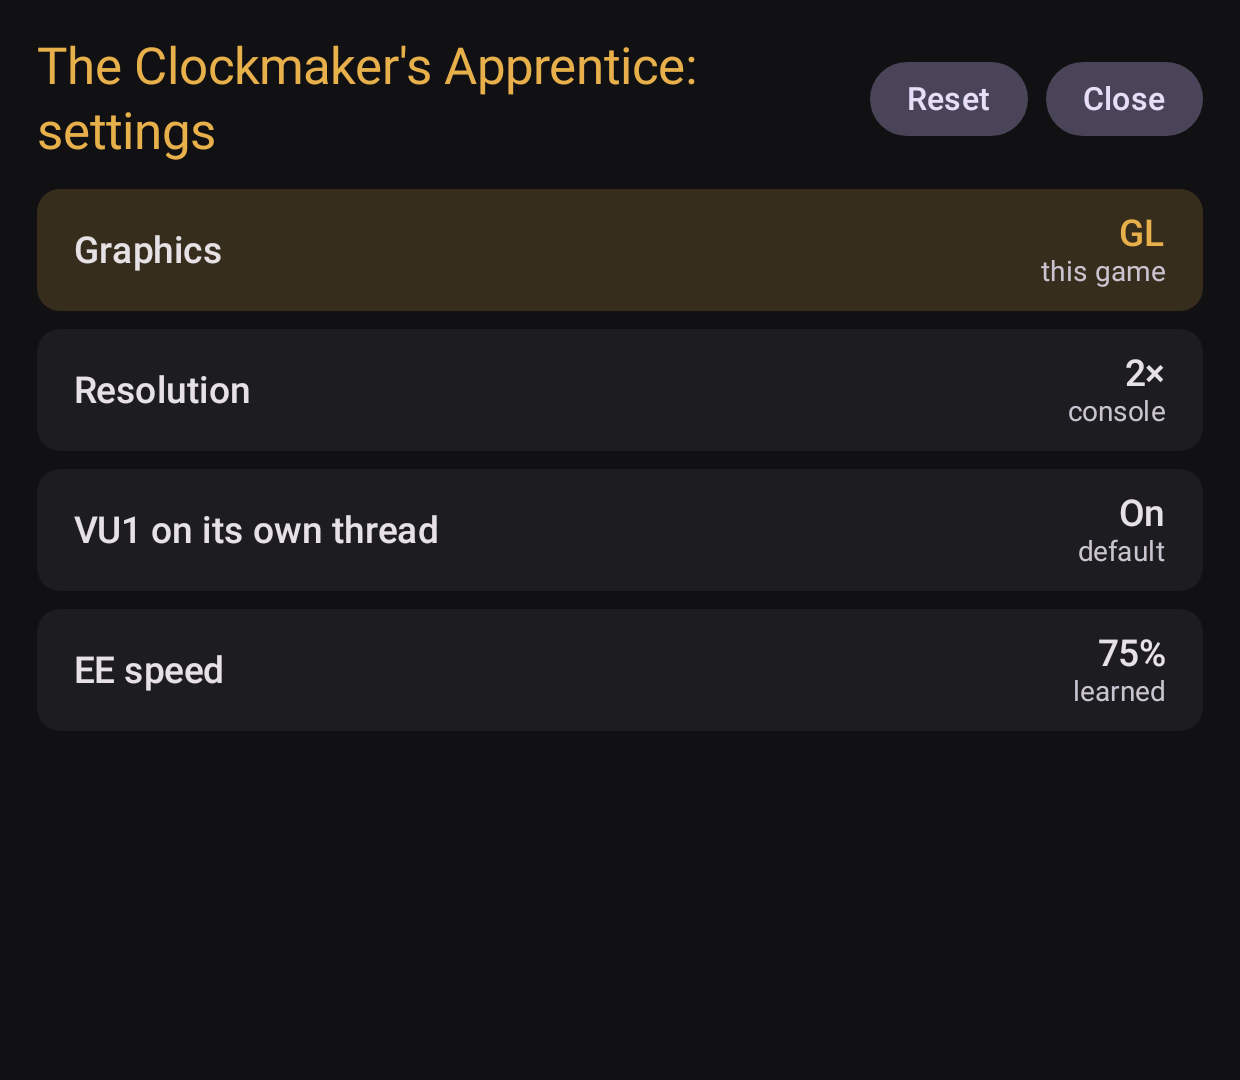 The Clockmaker's Apprentice:
settings
Reset
Close
Graphics
GL
this game
Resolution
2×
console
VU1 on its own thread
On
default
EE speed
75%
learned